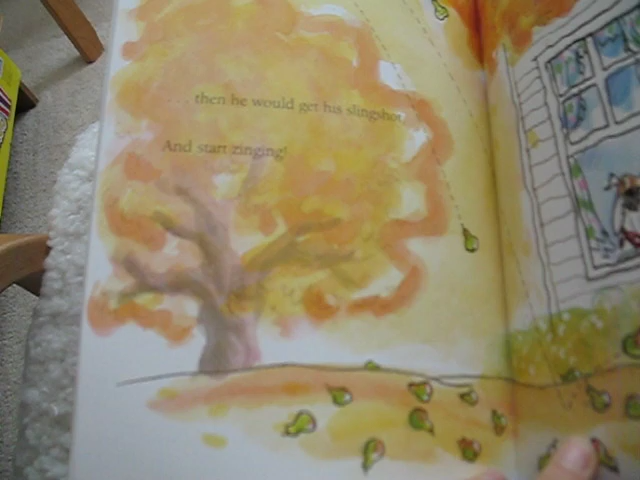 . . . then he would get his slingshot
And start zinging!